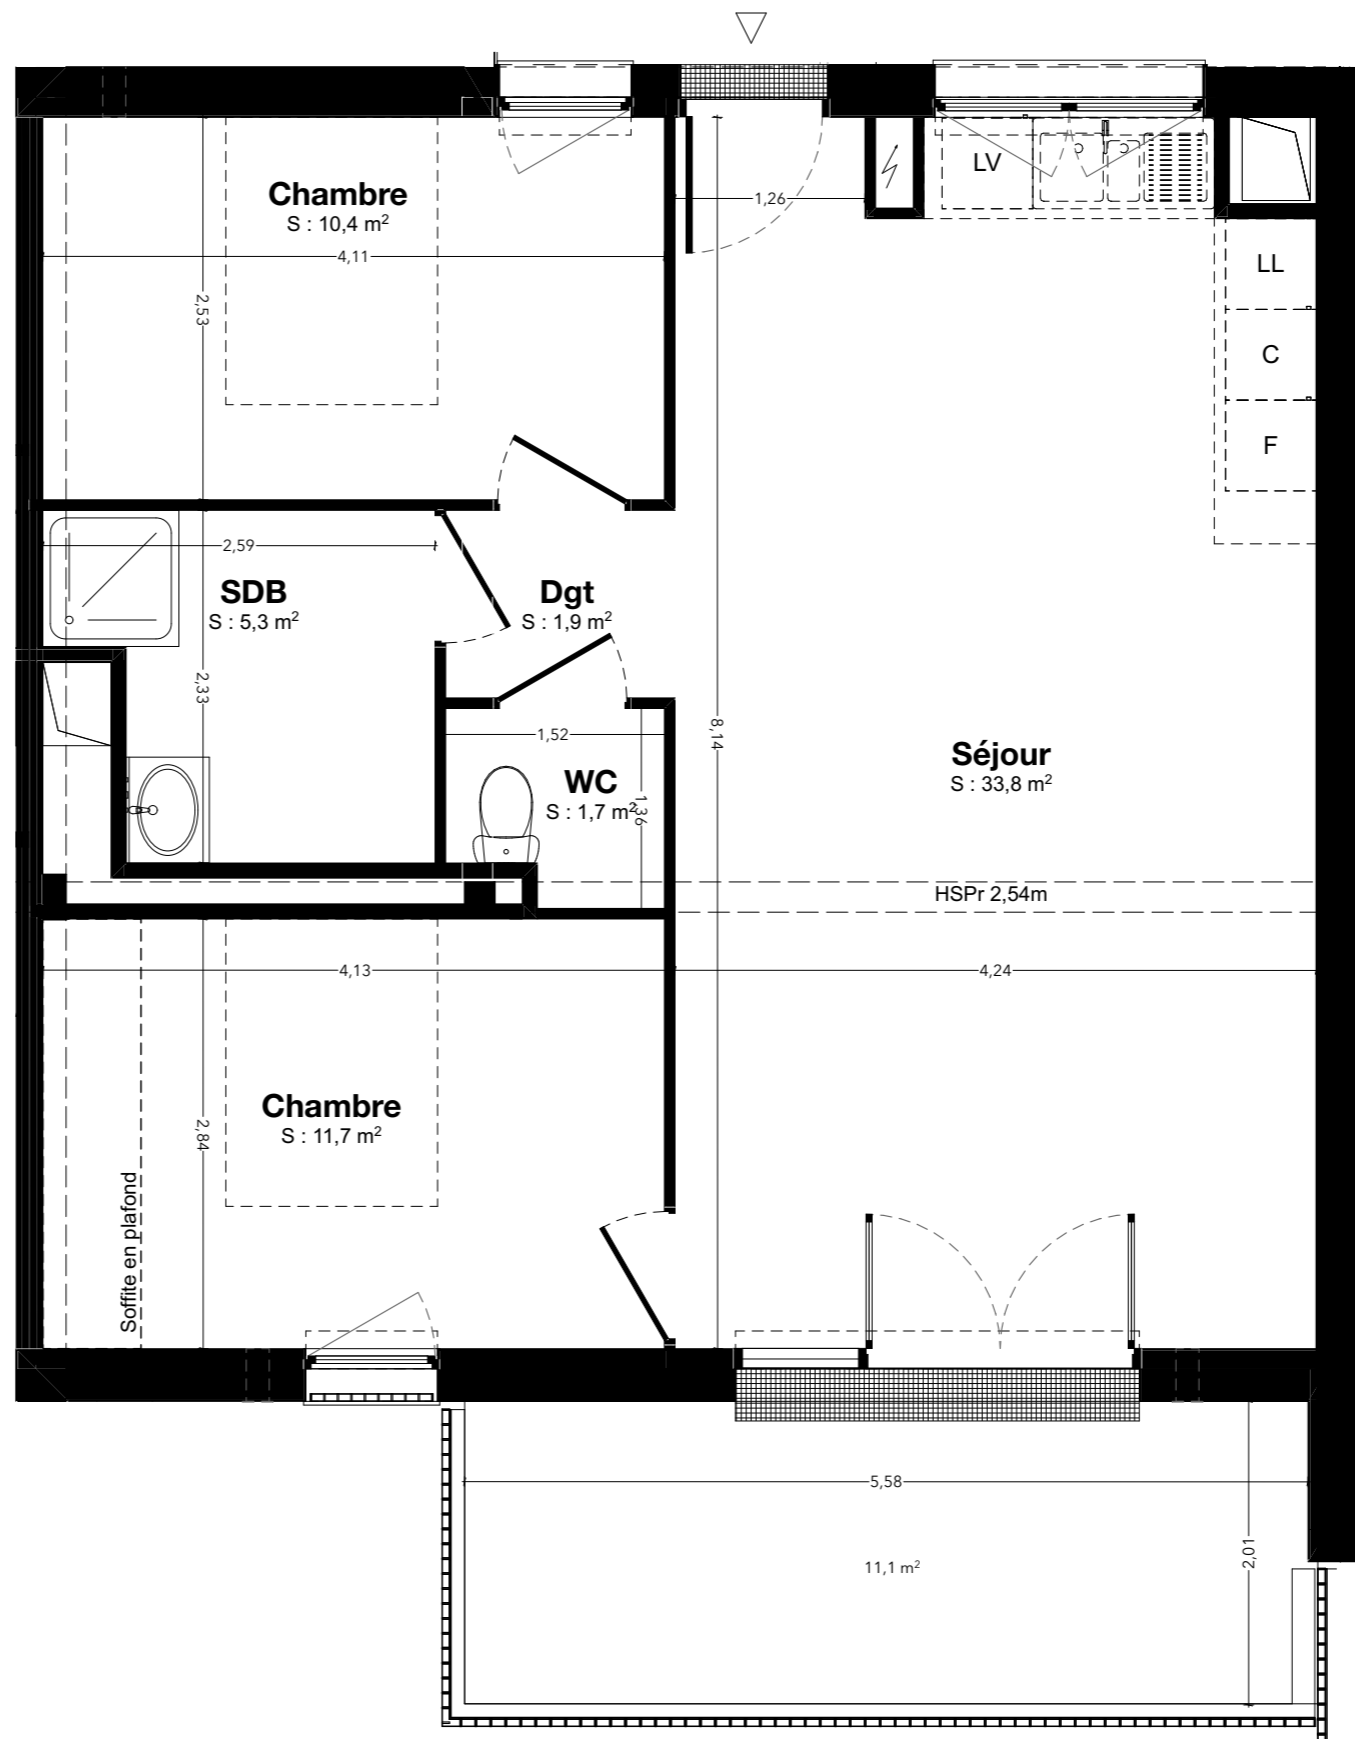 LV
Chambre
S : 10,4 m²
1,26
4,11
LL
2,53
C
F
2,59
SDB
S : 5,3 m²
Dgt
S : 1,9 m²
2,33
8,14
1,52
Séjour
S : 33,8 m²
WC
S : 1,7 m²
1,36
HSPr 2,54m
4,13
4,24
Chambre
S : 11,7 m²
2,84
Soffite en plafond
5,58
2,01
11,1 m²